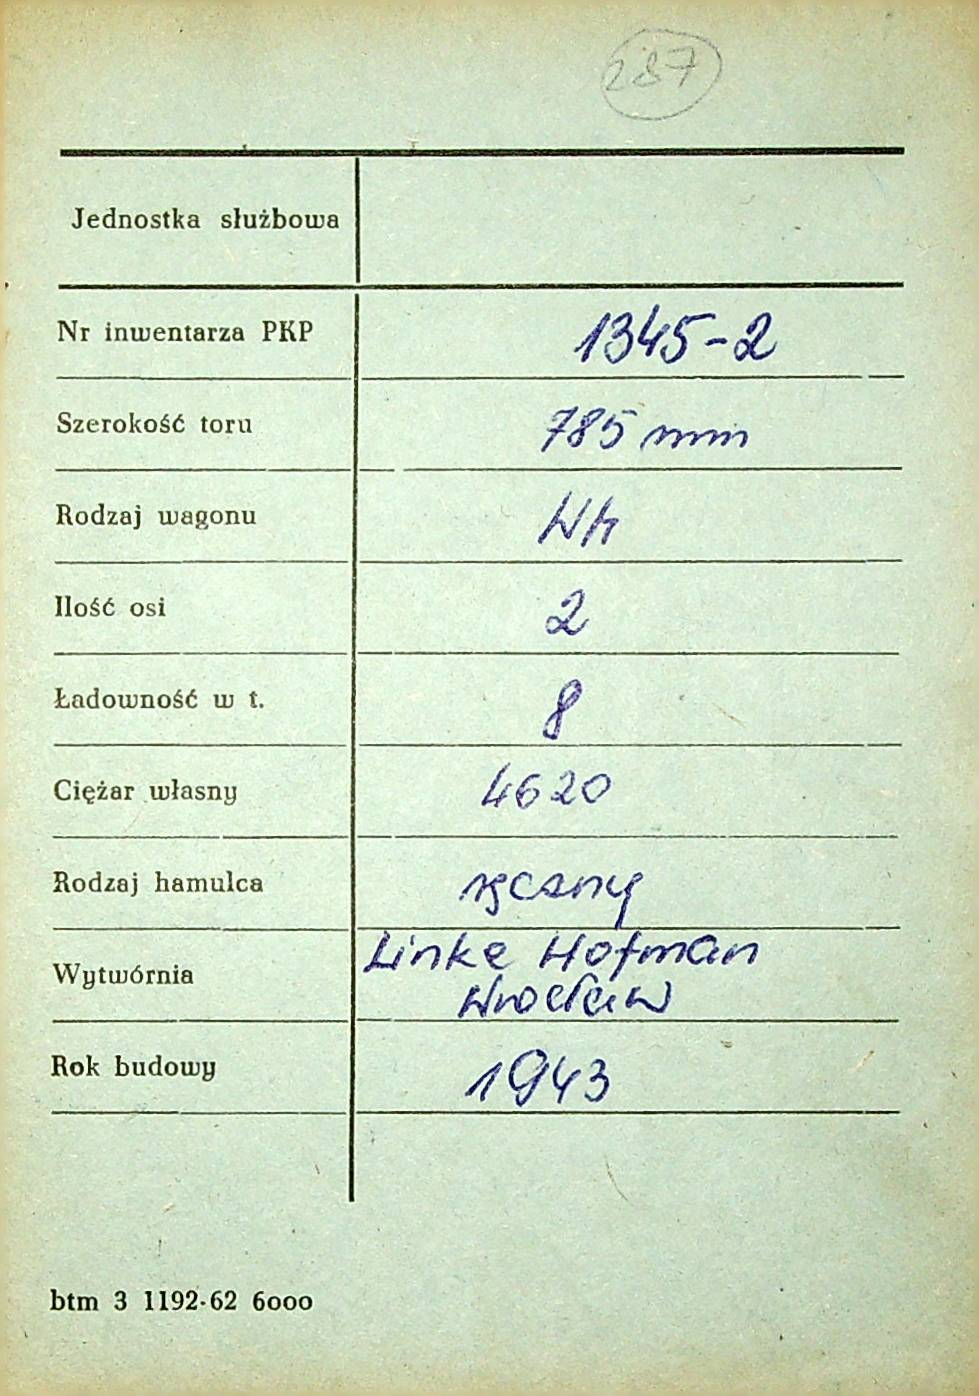 287
Jednostka służbowa
Nr inwentarza PKP 1345-2
Szerokość toru 785 mm
Rodzaj wagonu Wh
Ilość osi 2
Ładowność w t. 8
Ciężar własny 4620
Rodzaj hamulca ręczny
Wytwórnia Linke Hofman
Wrocław
Rok budowy 1943
btm 3 1192-62 6000